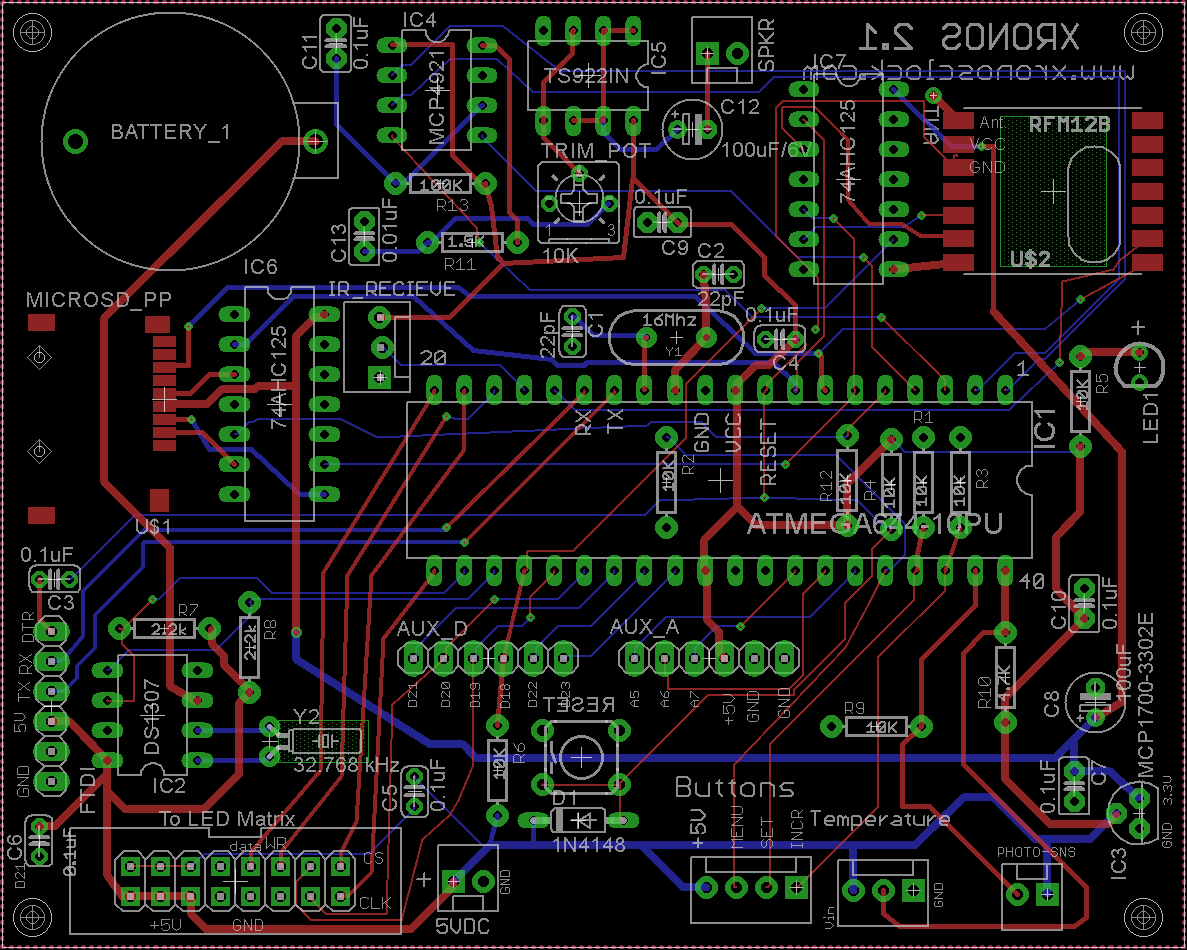 IC4
C11
0.1uF
MCP4921
TS922IN
IC5
SPKR
XRONOS 2.1
www.xronosclock.com
IC7
74AHC125
C12
100uF/6V
Ant
VCC
GND
RFM12B
U$2
BATTERY_1
TRIM_POT
1
3
10K
100K
R13
0.1uF
C9
C13
0.01uF
1.5K
R11
C2
22pF
IC6
MICROSD_PP
IR_RECIEVE
74AHC125
22pF
C1
16Mhz
Y1
0.1uF
C4
20
1
10K
R5
LED1
RX
TX
GND
VCC
RESET
R1
IC1
R2
10K
R12
10K
R4
10K
10K
10K
R3
ATMEGA644-10PU
U$1
0.1uF
C3
40
C10
0.1uF
R7
2.2k
R8
2.2k
DTR
RX
TX
5V
GND
FTDI
DS1307
IC2
AUX_D
AUX_A
D21
D20
D19
D18
D22
D23
A5
A6
A7
+5V
GND
GND
Y2
32.768 kHz
RESET
R6
10K
R9
10K
R10
4.7K
C8
100uF
MCP1700-3302E
C7
0.1uF
3.3V
GND
IC3
C5
0.1uF
D1
1N4148
Buttons
+5V
MENU
SET
INCR
Temperature
Vin
GND
PHOTO-SNS
C6
0.1uF
D21
To LED Matrix
data
WR
CS
CLK
+5V
GND
+
GND
5VDC